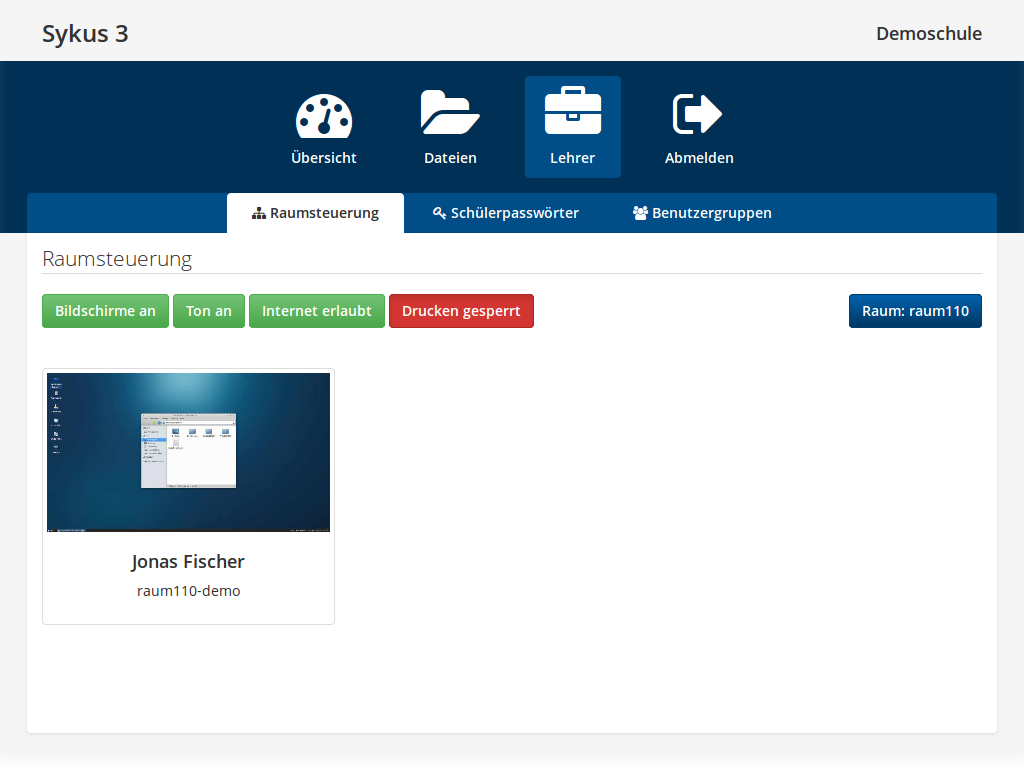 Sykus 3
Demoschule
Übersicht
Dateien
Lehrer
Abmelden
Raumsteuerung
Schülerpasswörter
Benutzergruppen
Raumsteuerung
Bildschirme an
Ton an
Internet erlaubt
Drucken gesperrt
Raum: raum110
Jonas Fischer
raum110-demo